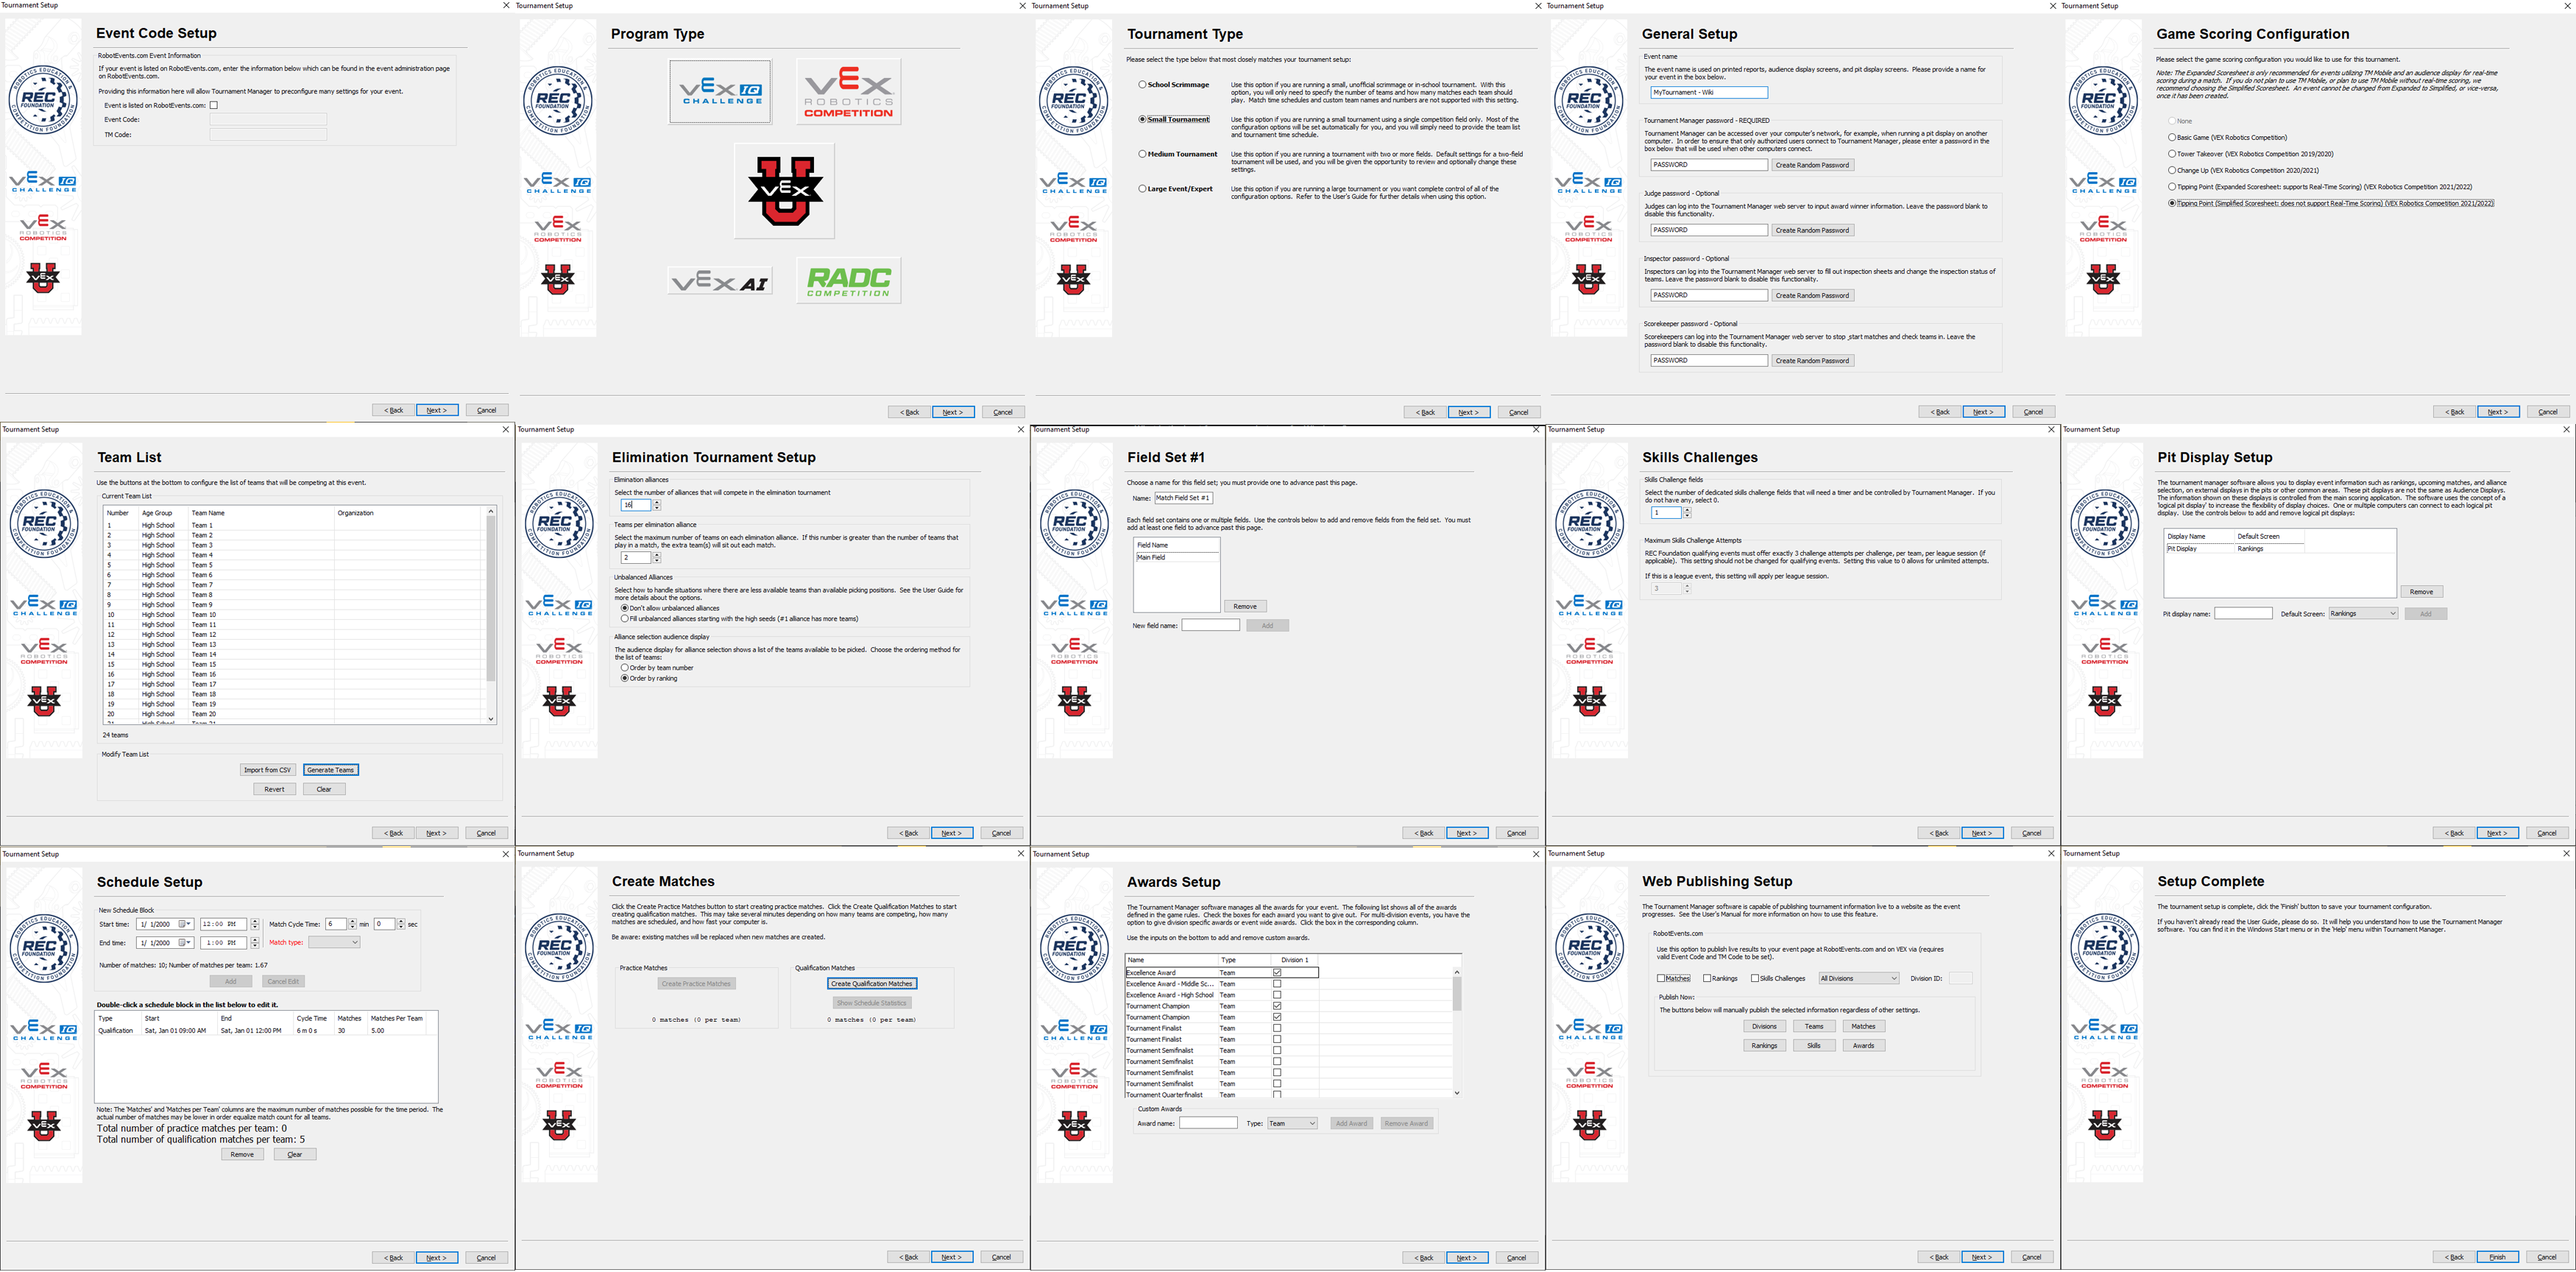 Tournament Setup
Event Code Setup
RobotEvents.com Event Information
If your event is listed on RobotEvents.com, enter the information below which can be found in the event administration page
on RobotEvents.com.
Providing this information here will allow Tournament Manager to preconfigure many settings for your event.
Event is listed on RobotEvents.com:
Event Code:
TM Code:
ROBOTICS EDUCATION & COMPETITION FOUNDATION
REC
FOUNDATION
VEX IQ
CHALLENGE
VEX
ROBOTICS
COMPETITION
VEX U
< Back Next > Cancel
Tournament Setup
Program Type
VEX IQ
CHALLENGE
VEX
ROBOTICS
COMPETITION
VEX U
VEX AI
RADC
COMPETITION
< Back Next > Cancel
Tournament Setup
Tournament Type
Please select the type below that most closely matches your tournament setup:
School Scrimmage Use this option if you are running a small, unofficial scrimmage or in-school tournament. With this
option, you will only need to specify the number of teams and how many matches each team should
play. Match time schedules and custom team names and numbers are not supported with this setting.
Small Tournament Use this option if you are running a small tournament using a single competition field only. Most of the
configuration options will be set automatically for you, and you will simply need to provide the team list
and tournament time schedule.
Medium Tournament Use this option if you are running a tournament with two or more fields. Default settings for a two-field
tournament will be used, and you will be given the opportunity to review and optionally change these
settings.
Large Event/Expert Use this option if you are running a large tournament or you want complete control of all of the
configuration options. Refer to the User's Guide for further details when using this option.
< Back Next > Cancel
Tournament Setup
General Setup
Event name
The event name is used on printed reports, audience display screens, and pit display screens. Please provide a name for
your event in the box below.
MyTournament - Wiki
Tournament Manager password - REQUIRED
Tournament Manager can be accessed over your computer's network, for example, when running a pit display on another
computer. In order to ensure that only authorized users connect to Tournament Manager, please enter a password in the
box below that will be used when other computers connect.
PASSWORD Create Random Password
Judge password - Optional
Judges can log into the Tournament Manager web server to input award winner information. Leave the password blank to
disable this functionality.
PASSWORD Create Random Password
Inspector password - Optional
Inspectors can log into the Tournament Manager web server to fill out inspection sheets and change the inspection status of
teams. Leave the password blank to disable this functionality.
PASSWORD Create Random Password
Scorekeeper password - Optional
Scorekeepers can log into the Tournament Manager web server to stop start matches and check teams in. Leave the
password blank to disable this functionality.
PASSWORD Create Random Password
< Back Next > Cancel
Tournament Setup
Game Scoring Configuration
Please select the game scoring configuration you would like to use for this tournament.
Note: The Expanded Scoresheet is only recommended for events utilizing TM Mobile and an audience display for real-time
scoring during a match. If you do not plan to use TM Mobile, or plan to use TM Mobile without real-time scoring, we
recommend choosing the Simplified Scoresheet. An event cannot be changed from Expanded to Simplified, or vice-versa,
once it has been created.
None
Basic Game (VEX Robotics Competition)
Tower Takeover (VEX Robotics Competition 2019/2020)
Change Up (VEX Robotics Competition 2020/2021)
Tipping Point (Expanded Scoresheet: supports Real-Time Scoring) (VEX Robotics Competition 2021/2022)
Tipping Point (Simplified Scoresheet: does not support Real-Time Scoring) (VEX Robotics Competition 2021/2022)
< Back Next > Cancel
Tournament Setup
Team List
Use the buttons at the bottom to configure the list of teams that will be competing at this event.
Current Team List
Number Age Group Team Name Organization
1 High School Team 1
2 High School Team 2
3 High School Team 3
4 High School Team 4
5 High School Team 5
6 High School Team 6
7 High School Team 7
8 High School Team 8
9 High School Team 9
10 High School Team 10
11 High School Team 11
12 High School Team 12
13 High School Team 13
14 High School Team 14
15 High School Team 15
16 High School Team 16
17 High School Team 17
18 High School Team 18
19 High School Team 19
20 High School Team 20
21 High School Team 21
24 teams
Modify Team List
Import from CSV Generate Teams
Revert Clear
< Back Next > Cancel
Tournament Setup
Elimination Tournament Setup
Elimination alliances
Select the number of alliances that will compete in the elimination tournament
16
Teams per elimination alliance
Select the maximum number of teams on each elimination alliance. If this number is greater than the number of teams that
play in a match, the extra team(s) will sit out each match.
2
Unbalanced Alliances
Select how to handle situations where there are less available teams than available picking positions. See the User Guide for
more details about the options.
Don't allow unbalanced alliances
Fill unbalanced alliances starting with the high seeds (#1 alliance has more teams)
Alliance selection audience display
The audience display for alliance selection shows a list of the teams available to be picked. Choose the ordering method for
the list of teams:
Order by team number
Order by ranking
< Back Next > Cancel
Tournament Setup
Field Set #1
Choose a name for this field set; you must provide one to advance past this page.
Name: Match Field Set #1
Each field set contains one or multiple fields. Use the controls below to add and remove fields from the field set. You must
add at least one field to advance past this page.
Field Name
Main Field
Remove
New field name: Add
< Back Next > Cancel
Tournament Setup
Skills Challenges
Skills Challenge fields
Select the number of dedicated skills challenge fields that will need a timer and be controlled by Tournament Manager. If you
do not have any, select 0.
1
Maximum Skills Challenge Attempts
REC Foundation qualifying events must offer exactly 3 challenge attempts per challenge, per team, per league session (if
applicable). This setting should not be changed for qualifying events. Setting this value to 0 allows for unlimited attempts.
If this is a league event, this setting will apply per league session.
3
< Back Next > Cancel
Tournament Setup
Pit Display Setup
The tournament manager software allows you to display event information such as rankings, upcoming matches, and alliance
selection, on external displays in the pits or other common areas. These pit displays are not the same as Audience Displays.
The information shown on these displays is controlled from the main scoring application. The software uses the concept of a
'logical pit display' to increase the flexibility of display choices. One or multiple computers can connect to each logical pit
display. Use the controls below to add and remove logical pit displays:
Display Name Default Screen
Pit Display Rankings
Remove
Pit display name: Default Screen: Rankings Add
< Back Next > Cancel
Tournament Setup
Schedule Setup
New Schedule Block
Start time: 1/ 1/2000 12:00 PM Match Cycle Time: 6 min 0 sec
End time: 1/ 1/2000 1:00 PM Match type:
Number of matches: 10; Number of matches per team: 1.67
Add Cancel Edit
Double-click a schedule block in the list below to edit it.
Type Start End Cycle Time Matches Matches Per Team
Qualification Sat, Jan 01 09:00 AM Sat, Jan 01 12:00 PM 6 m 0 s 30 5.00
Note: The 'Matches' and 'Matches per Team' columns are the maximum number of matches possible for the time period. The
actual number of matches may be lower in order equalize match count for all teams.
Total number of practice matches per team: 0
Total number of qualification matches per team: 5
Remove Clear
< Back Next > Cancel
Tournament Setup
Create Matches
Click the Create Practice Matches button to start creating practice matches. Click the Create Qualification Matches to start
creating qualification matches. This may take several minutes depending on how many teams are competing, how many
matches are scheduled, and how fast your computer is.
Be aware: existing matches will be replaced when new matches are created.
Practice Matches Qualification Matches
Create Practice Matches Create Qualification Matches
Show Schedule Statistics
0 matches (0 per team) 0 matches (0 per team)
< Back Next > Cancel
Tournament Setup
Awards Setup
The Tournament Manager software manages all the awards for your event. The following list shows all of the awards
defined in the game rules. Check the boxes for each award you want to give out. For multi-division events, you have the
option to give division specific awards or event wide awards. Click the box in the corresponding column.
Use the inputs on the bottom to add and remove custom awards.
Name Type Division 1
Excellence Award Team
Excellence Award - Middle Sc... Team
Excellence Award - High School Team
Tournament Champion Team
Tournament Champion Team
Tournament Finalist Team
Tournament Finalist Team
Tournament Semifinalist Team
Tournament Semifinalist Team
Tournament Semifinalist Team
Tournament Semifinalist Team
Tournament Quarterfinalist Team
Custom Awards
Award name: Type: Team Add Award Remove Award
< Back Next > Cancel
Tournament Setup
Web Publishing Setup
The Tournament Manager software is capable of publishing tournament information live to a website as the event
progresses. See the User's Manual for more information on how to use this feature.
RobotEvents.com
Use this option to publish live results to your event page at RobotEvents.com and on VEX via (requires
valid Event Code and TM Code to be set).
Matches Rankings Skills Challenges All Divisions Division ID:
Publish Now:
The buttons below will manually publish the selected information regardless of other settings.
Divisions Teams Matches
Rankings Skills Awards
< Back Next > Cancel
Tournament Setup
Setup Complete
The tournament setup is complete, click the 'Finish' button to save your tournament configuration.
If you haven't already read the User Guide, please do so. It will help you understand how to use the Tournament Manager
software. You can find it in the Windows Start menu or in the 'Help' menu within Tournament Manager.
< Back Finish Cancel